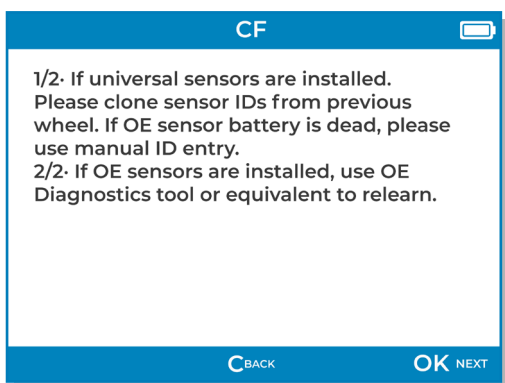 CF
1/2· If universal sensors are installed.
Please clone sensor IDs from previous
wheel. If OE sensor battery is dead, please
use manual ID entry.
2/2· If OE sensors are installed, use OE
Diagnostics tool or equivalent to relearn.
C BACK
OK NEXT